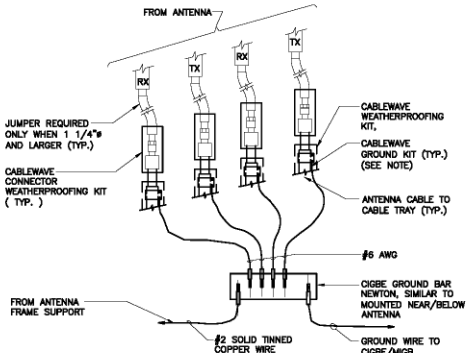 FROM ANTENNA
RX
TX
RX
TX
JUMPER REQUIRED
ONLY WHEN 1 1/4"ø
AND LARGER (TYP.)
CABLEWAVE
CONNECTOR
WEATHERPROOFING KIT
( TYP. )
CABLEWAVE
WEATHERPROOFING
KIT,
CABLEWAVE
GROUND KIT (TYP.)
(SEE NOTE)
ANTENNA CABLE TO
CABLE TRAY (TYP.)
#6 AWG
CIGBE GROUND BAR
NEWTON, SIMILAR TO
MOUNTED NEAR/BELOW
ANTENNA
FROM ANTENNA
FRAME SUPPORT
#2 SOLID TINNED
COPPER WIRE
GROUND WIRE TO
CIGBE/MIGB